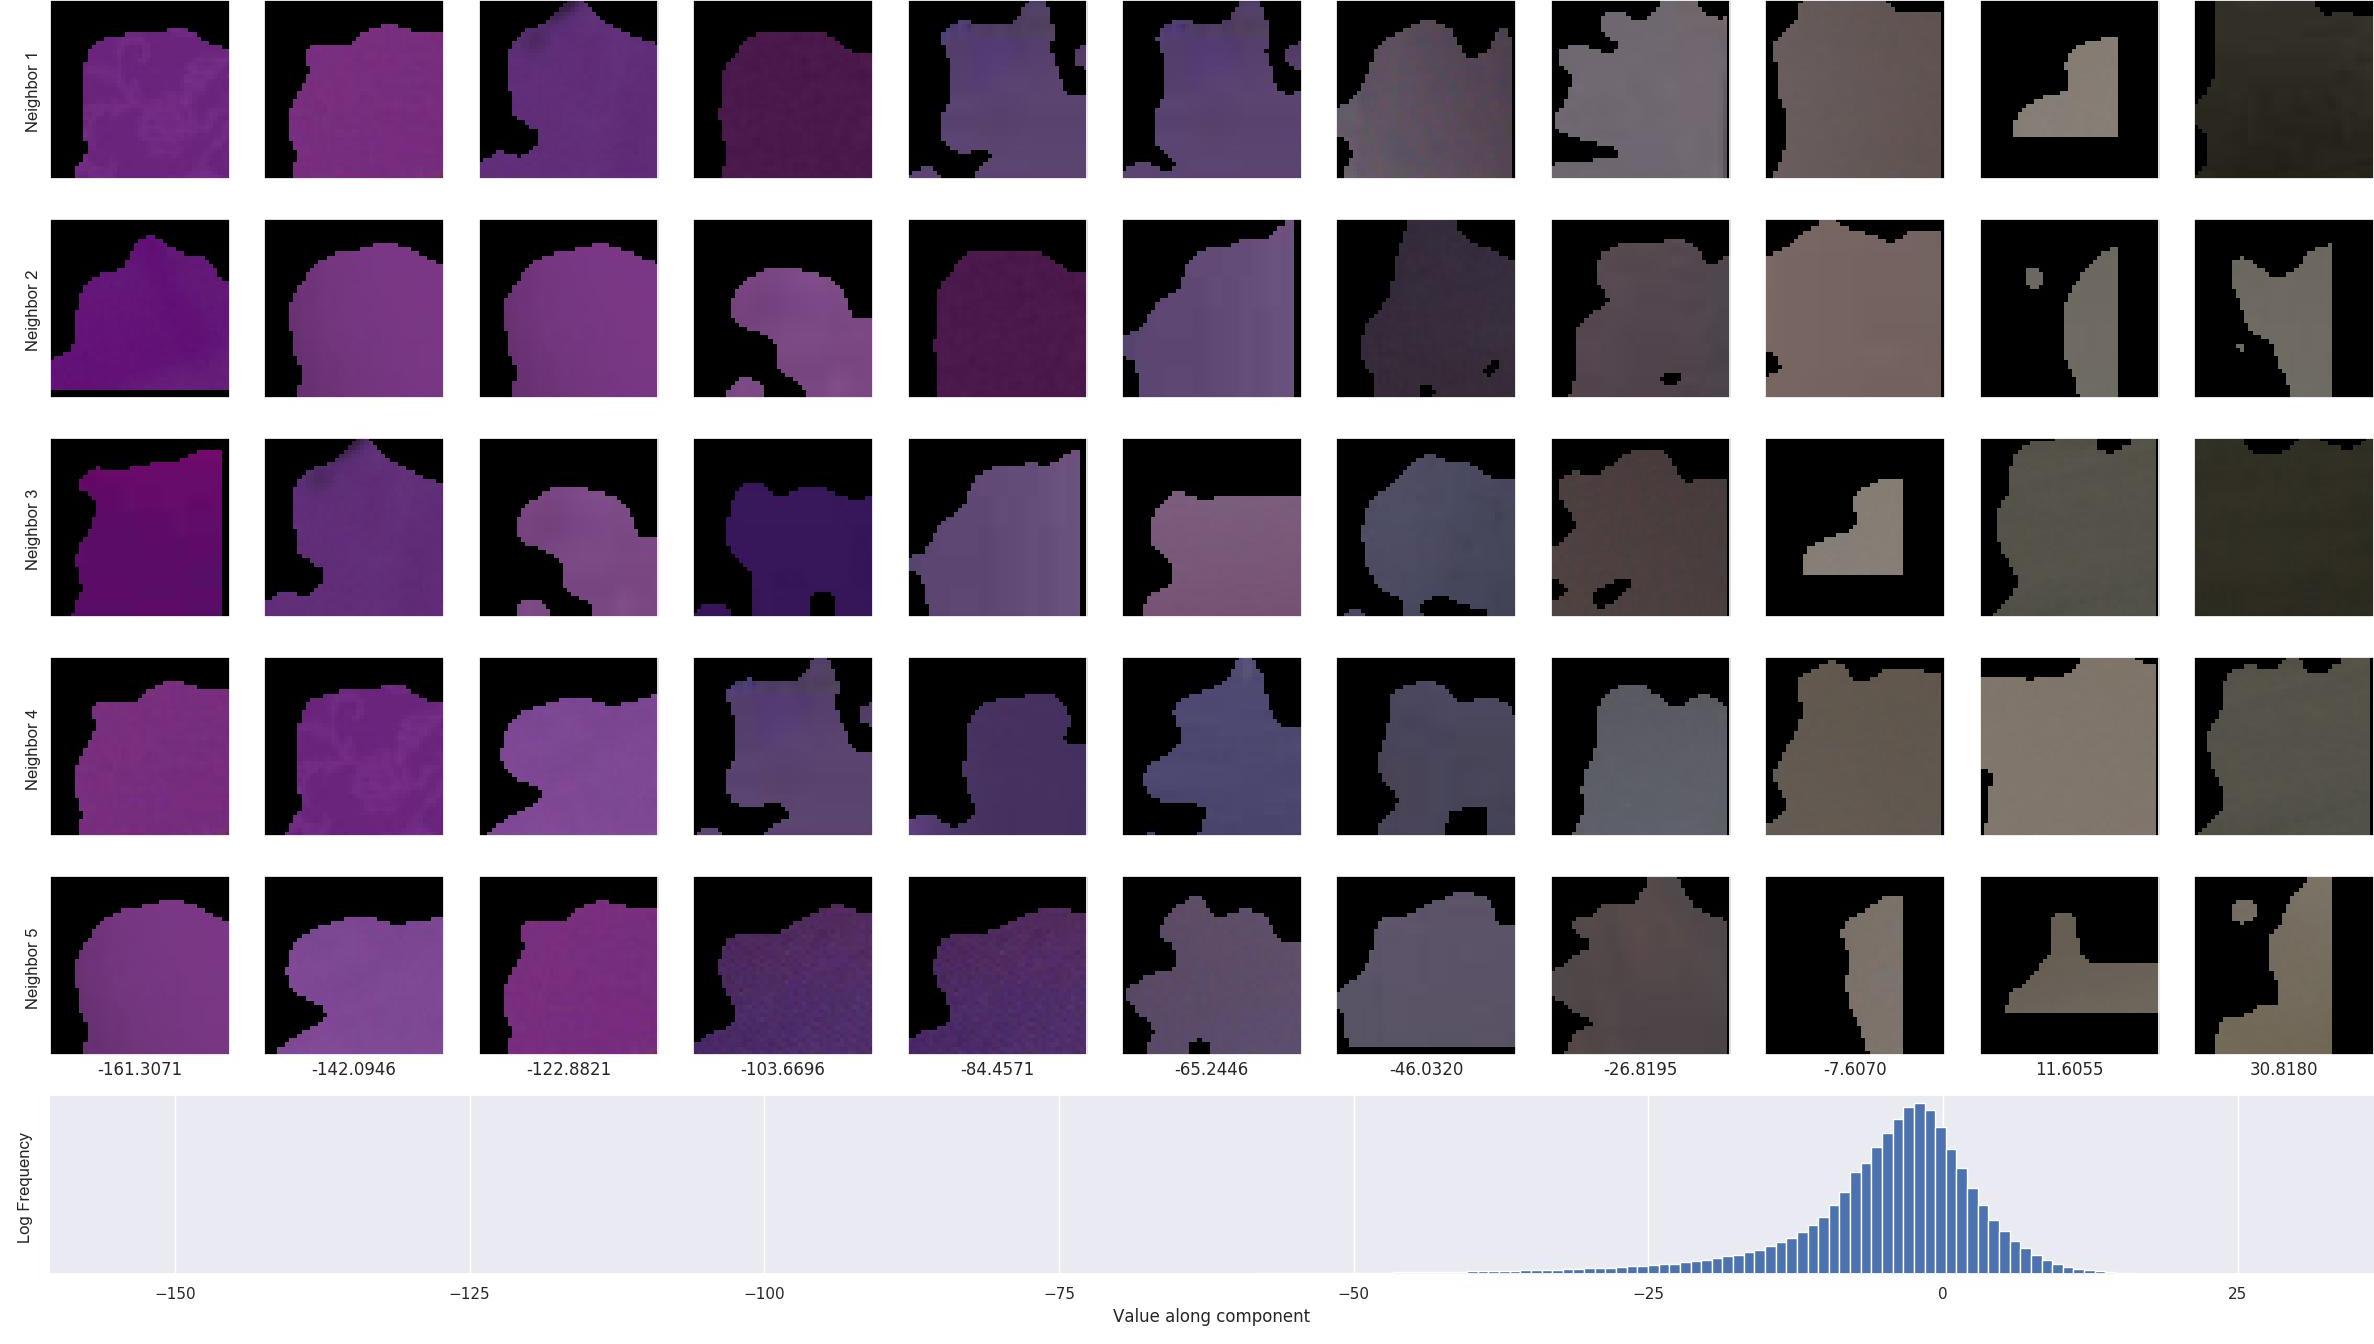 Neighbor 1
Neighbor 2
Neighbor 3
Neighbor 4
Neighbor 5
-161.3071 -142.0946 -122.8821 -103.6696 -84.4571 -65.2446 -46.0320 -26.8195 -7.6070 11.6055 30.8180
Log Frequency
−150 −125 −100 −75 −50 −25 0 25
Value along component